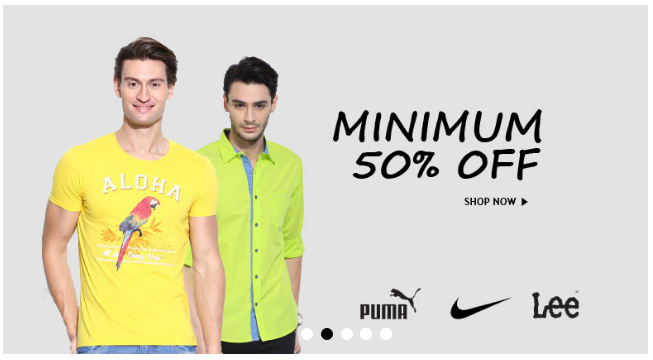 ALOHA
MINIMUM
50% OFF
SHOP NOW
PUMA
Lee